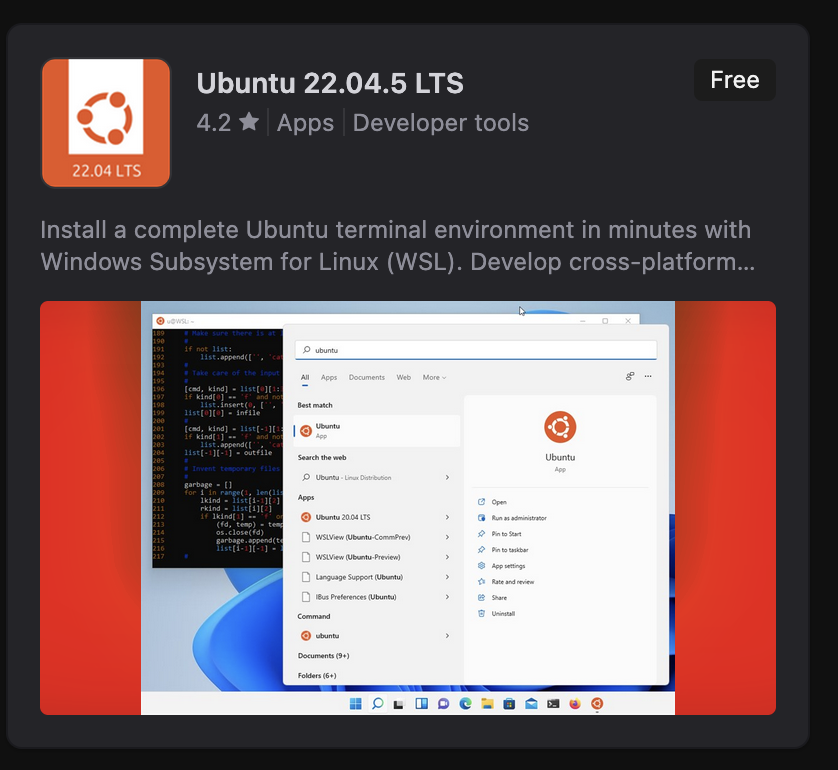 22.04 LTS
Ubuntu 22.04.5 LTS
4.2 ★ | Apps | Developer tools
Free
Install a complete Ubuntu terminal environment in minutes with
Windows Subsystem for Linux (WSL). Develop cross-platform...
u@WSL: ~
189 # Make sure there is at
190 #
191 if not list:
192 list.append([
193 #
194 # Take care of the input
195 #
196 [cmd, kind] = list[0][1:
197 if kind[0] == 'f' and not
198 list.insert(0, ['',
199 list[0][0] = infile
200 #
201 [cmd, kind] = list[-1][1:
202 if kind[1] == 'f' and not
203 list.append(['', 'cat
204 list[-1][-1] = outfile
205 #
206 # Invent temporary files
207 #
208 garbage = []
209 for i in range(1, len(lis
210 lkind = list[i-1][2]
211 rkind = list[i][2]
212 if lkind[1] == 'f' or
213 (fd, temp) = temp
214 os.close(fd)
215 garbage.append(te
216 list[i-1][-1] = l
217 #
ubuntu
All Apps Documents Web More
Best match
Ubuntu
App
Search the web
Ubuntu - Linux Distribution
Apps
Ubuntu 20.04 LTS
WSLView (Ubuntu-CommPrev)
WSLView (Ubuntu-Preview)
Language Support (Ubuntu)
IBus Preferences (Ubuntu)
Command
ubuntu
Documents (9+)
Folders (6+)
Ubuntu
App
Open
Run as administrator
Pin to Start
Pin to taskbar
App settings
Rate and review
Share
Uninstall